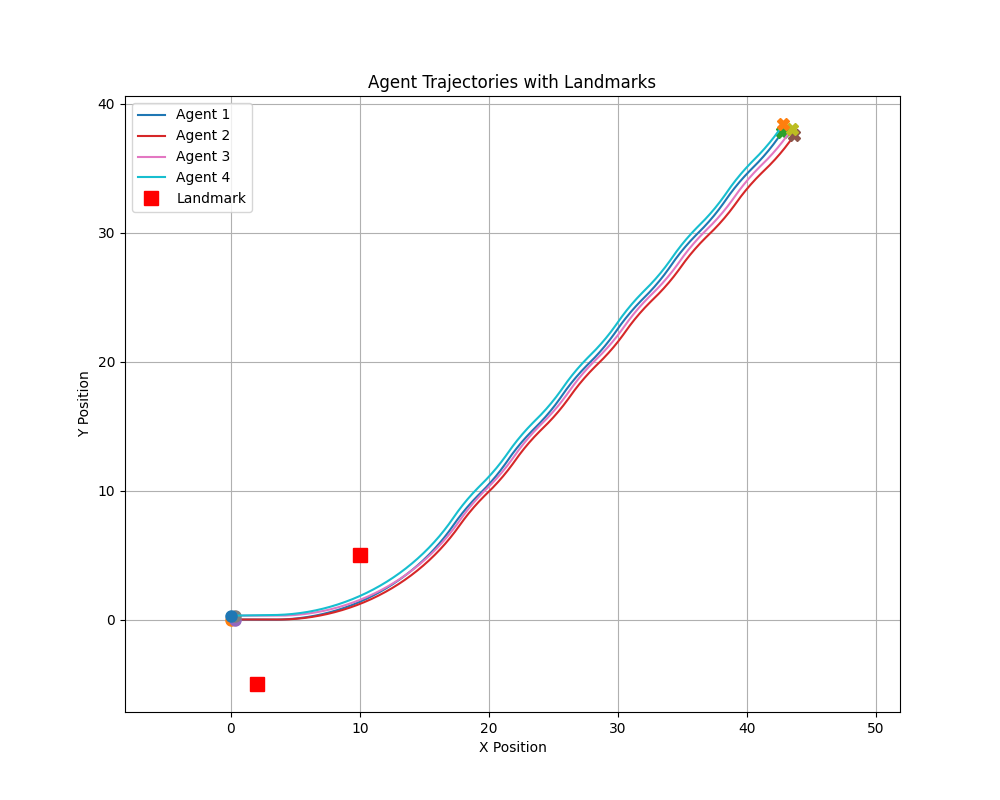 Agent Trajectories with Landmarks
Agent 1
Agent 2
Agent 3
Agent 4
Landmark
Y Position
40
30
20
10
0
0 10 20 30 40 50
X Position